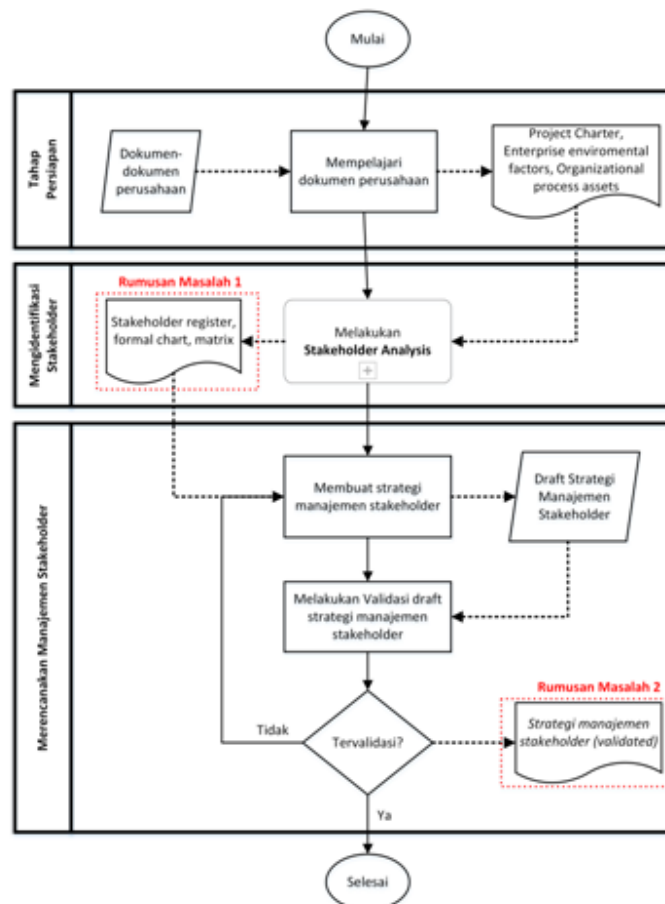 Mulai
Tahap
Persiapan
Dokumen-
dokumen
perusahaan
Mempelajari
dokumen perusahaan
Project Charter,
Enterprise enviromental
factors, Organizational
process assets
Mengidentifikasi
Stakeholder
Rumusan Masalah 1
Stakeholder register,
formal chart, matrix
Melakukan
Stakeholder Analysis
Merencanakan Manajemen Stakeholder
Membuat strategi
manajemen stakeholder
Draft Strategi
Manajemen
Stakeholder
Melakukan Validasi draft
strategi manajemen
stakeholder
Rumusan Masalah 2
Tidak
Tervalidasi?
Strategi manajemen
stakeholder (validated)
Ya
Selesai